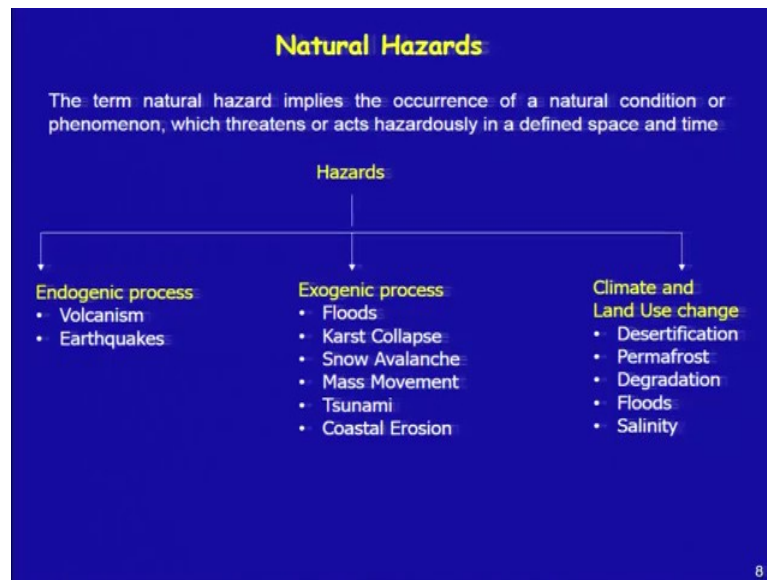 Natural Hazards
The term natural hazard implies the occurrence of a natural condition or
phenomenon, which threatens or acts hazardously in a defined space and time
Hazards
Endogenic process
• Volcanism
• Earthquakes
Exogenic process
• Floods
• Karst Collapse
• Snow Avalanche
• Mass Movement
• Tsunami
• Coastal Erosion
Climate and
Land Use change
• Desertification
• Permafrost
• Degradation
• Floods
• Salinity
8